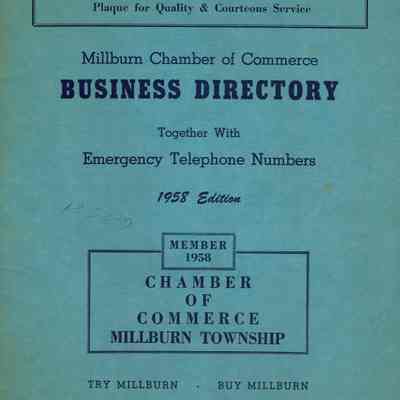 Plaque for Quality & Courteous Service
Millburn Chamber of Commerce
BUSINESS DIRECTORY
Together With
Emergency Telephone Numbers
1958 Edition
MEMBER
1958
CHAMBER
OF
COMMERCE
MILLBURN TOWNSHIP
TRY MILLBURN - BUY MILLBURN